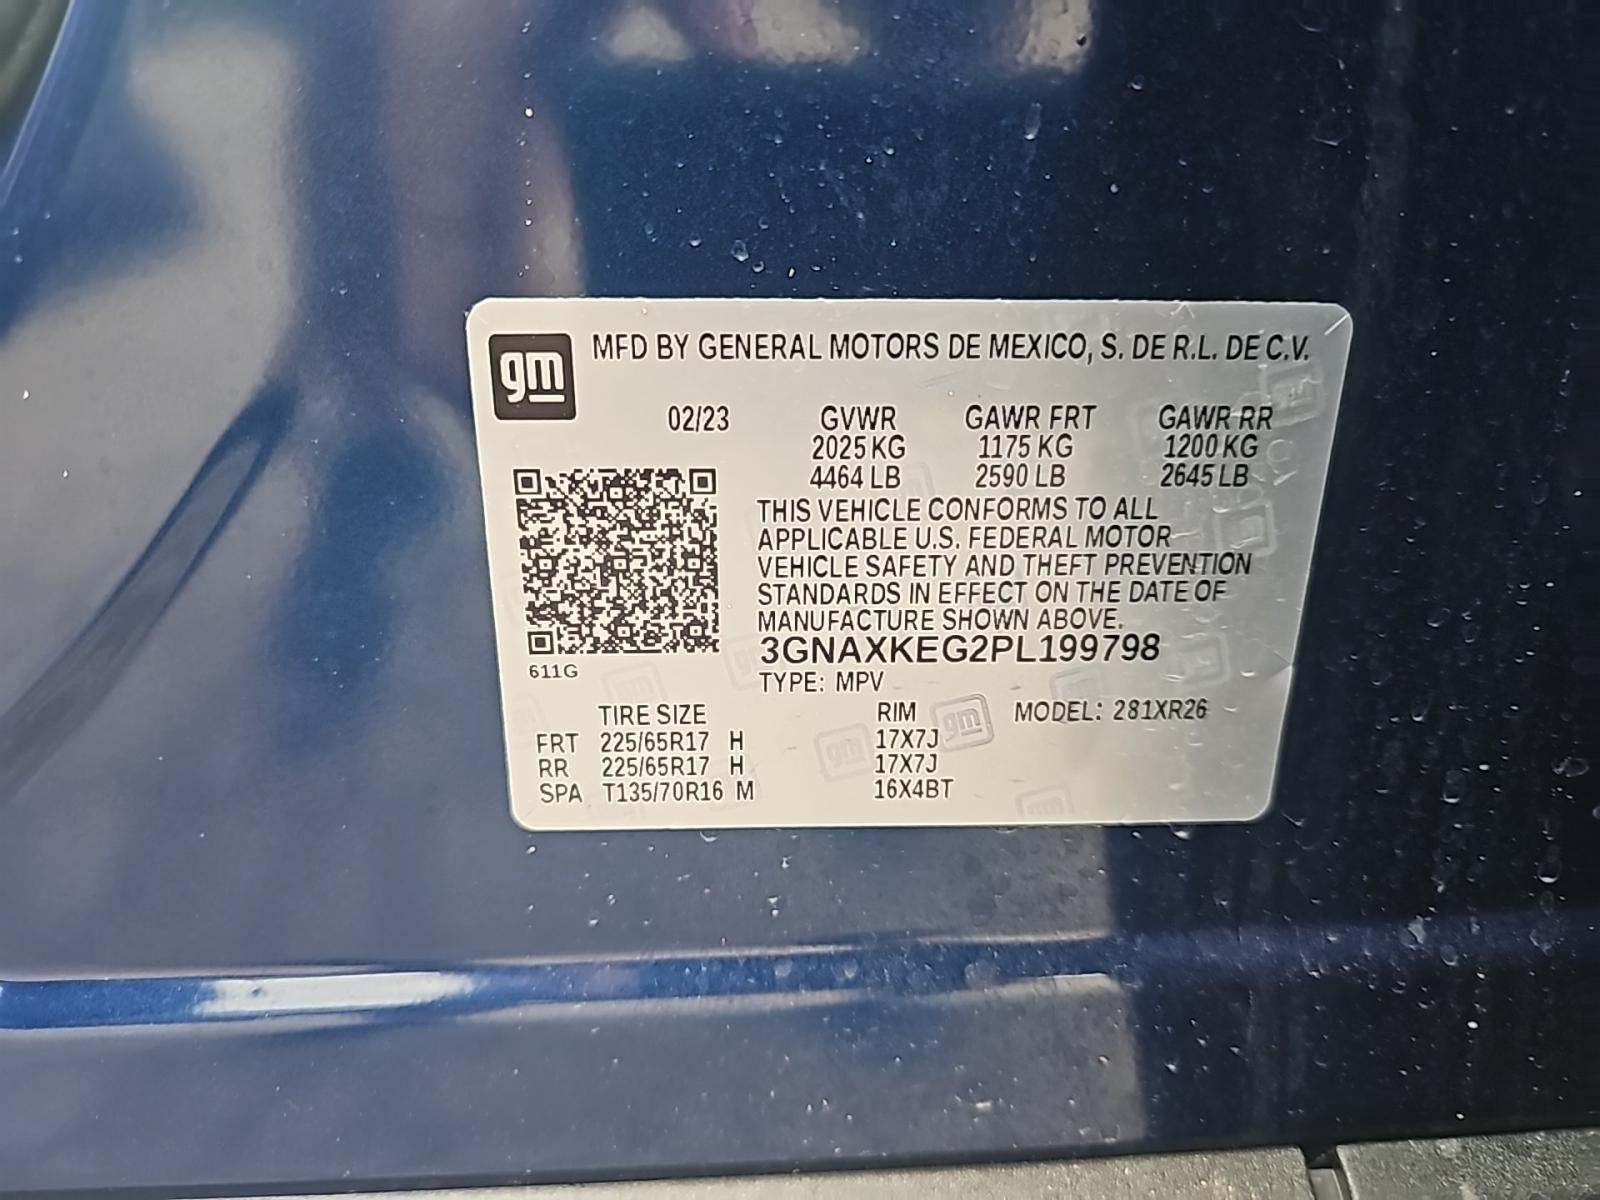 gm
MFD BY GENERAL MOTORS DE MEXICO, S. DE R.L. DE C.V.
02/23 GVWR GAWR FRT GAWR RR
2025 KG 1175 KG 1200 KG
4464 LB 2590 LB 2645 LB
THIS VEHICLE CONFORMS TO ALL
APPLICABLE U.S. FEDERAL MOTOR
VEHICLE SAFETY AND THEFT PREVENTION
STANDARDS IN EFFECT ON THE DATE OF
MANUFACTURE SHOWN ABOVE.
3GNAXKEG2PL199798
611G
TYPE: MPV
TIRE SIZE RIM MODEL: 281XR26
FRT 225/65R17 H 17X7J
RR 225/65R17 H 17X7J
SPA T135/70R16 M 16X4BT
gm